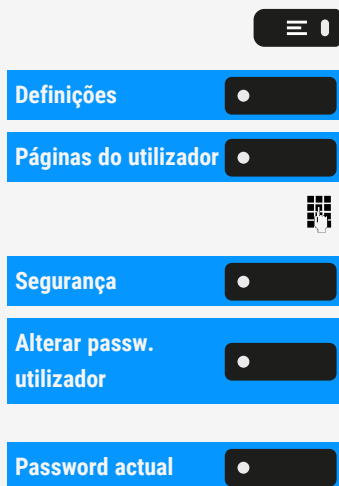 Definições
Páginas do utilizador
Segurança
Alterar passw.
utilizador
Password actual